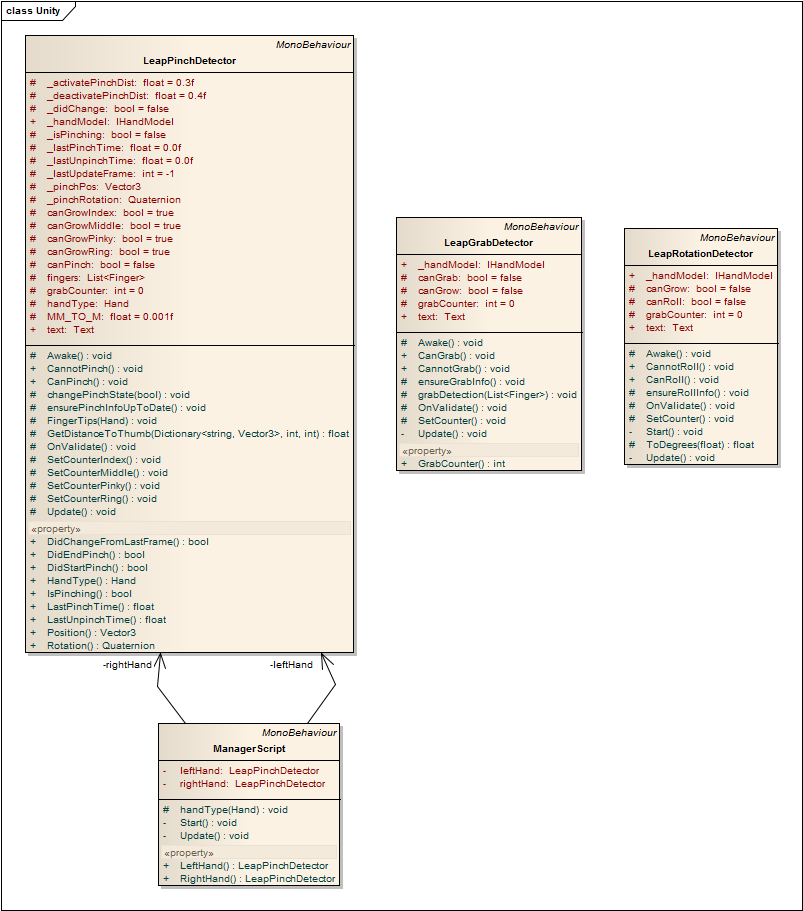 class Unity
MonoBehaviour
LeapPinchDetector
# _activatePinchDist: float = 0.3f
# _deactivatePinchDist: float = 0.4f
# _didChange: bool = false
+ _handModel: IHandModel
# _isPinching: bool = false
# _lastPinchTime: float = 0.0f
# _lastUnpinchTime: float = 0.0f
# _lastUpdateFrame: int = -1
# _pinchPos: Vector3
# _pinchRotation: Quaternion
# canGrowIndex: bool = true
# canGrowMiddle: bool = true
# canGrowPinky: bool = true
# canGrowRing: bool = true
# canPinch: bool = false
# fingers: List<Finger>
# grabCounter: int = 0
# handType: Hand
# MM_TO_M: float = 0.001f
+ text: Text
# Awake() : void
+ CannotPinch() : void
+ CanPinch() : void
# changePinchState(bool) : void
# ensurePinchInfoUpToDate() : void
# FingerTips(Hand) : void
# GetDistanceToThumb(Dictionary<string, Vector3>, int, int) : float
# OnValidate() : void
# SetCounterIndex() : void
# SetCounterMiddle() : void
# SetCounterPinky() : void
# SetCounterRing() : void
# Update() : void
«property»
+ DidChangeFromLastFrame() : bool
+ DidEndPinch() : bool
+ DidStartPinch() : bool
+ HandType() : Hand
+ IsPinching() : bool
+ LastPinchTime() : float
+ LastUnpinchTime() : float
+ Position() : Vector3
+ Rotation() : Quaternion
MonoBehaviour
LeapGrabDetector
+ _handModel: IHandModel
# canGrab: bool = false
# canGrow: bool = false
# grabCounter: int = 0
+ text: Text
# Awake() : void
+ CanGrab() : void
+ CannotGrab() : void
# ensureGrabInfo() : void
# grabDetection(List<Finger>) : void
# OnValidate() : void
# SetCounter() : void
- Update() : void
«property»
+ GrabCounter() : int
MonoBehaviour
LeapRotationDetector
+ _handModel: IHandModel
# canGrow: bool = false
# canRoll: bool = false
# grabCounter: int = 0
+ text: Text
# Awake() : void
+ CannotRoll() : void
+ CanRoll() : void
# ensureRollInfo() : void
# OnValidate() : void
# SetCounter() : void
- Start() : void
# ToDegrees(float) : float
- Update() : void
-rightHand
-leftHand
MonoBehaviour
ManagerScript
- leftHand: LeapPinchDetector
- rightHand: LeapPinchDetector
# handType(Hand) : void
- Start() : void
- Update() : void
«property»
+ LeftHand() : LeapPinchDetector
+ RightHand() : LeapPinchDetector